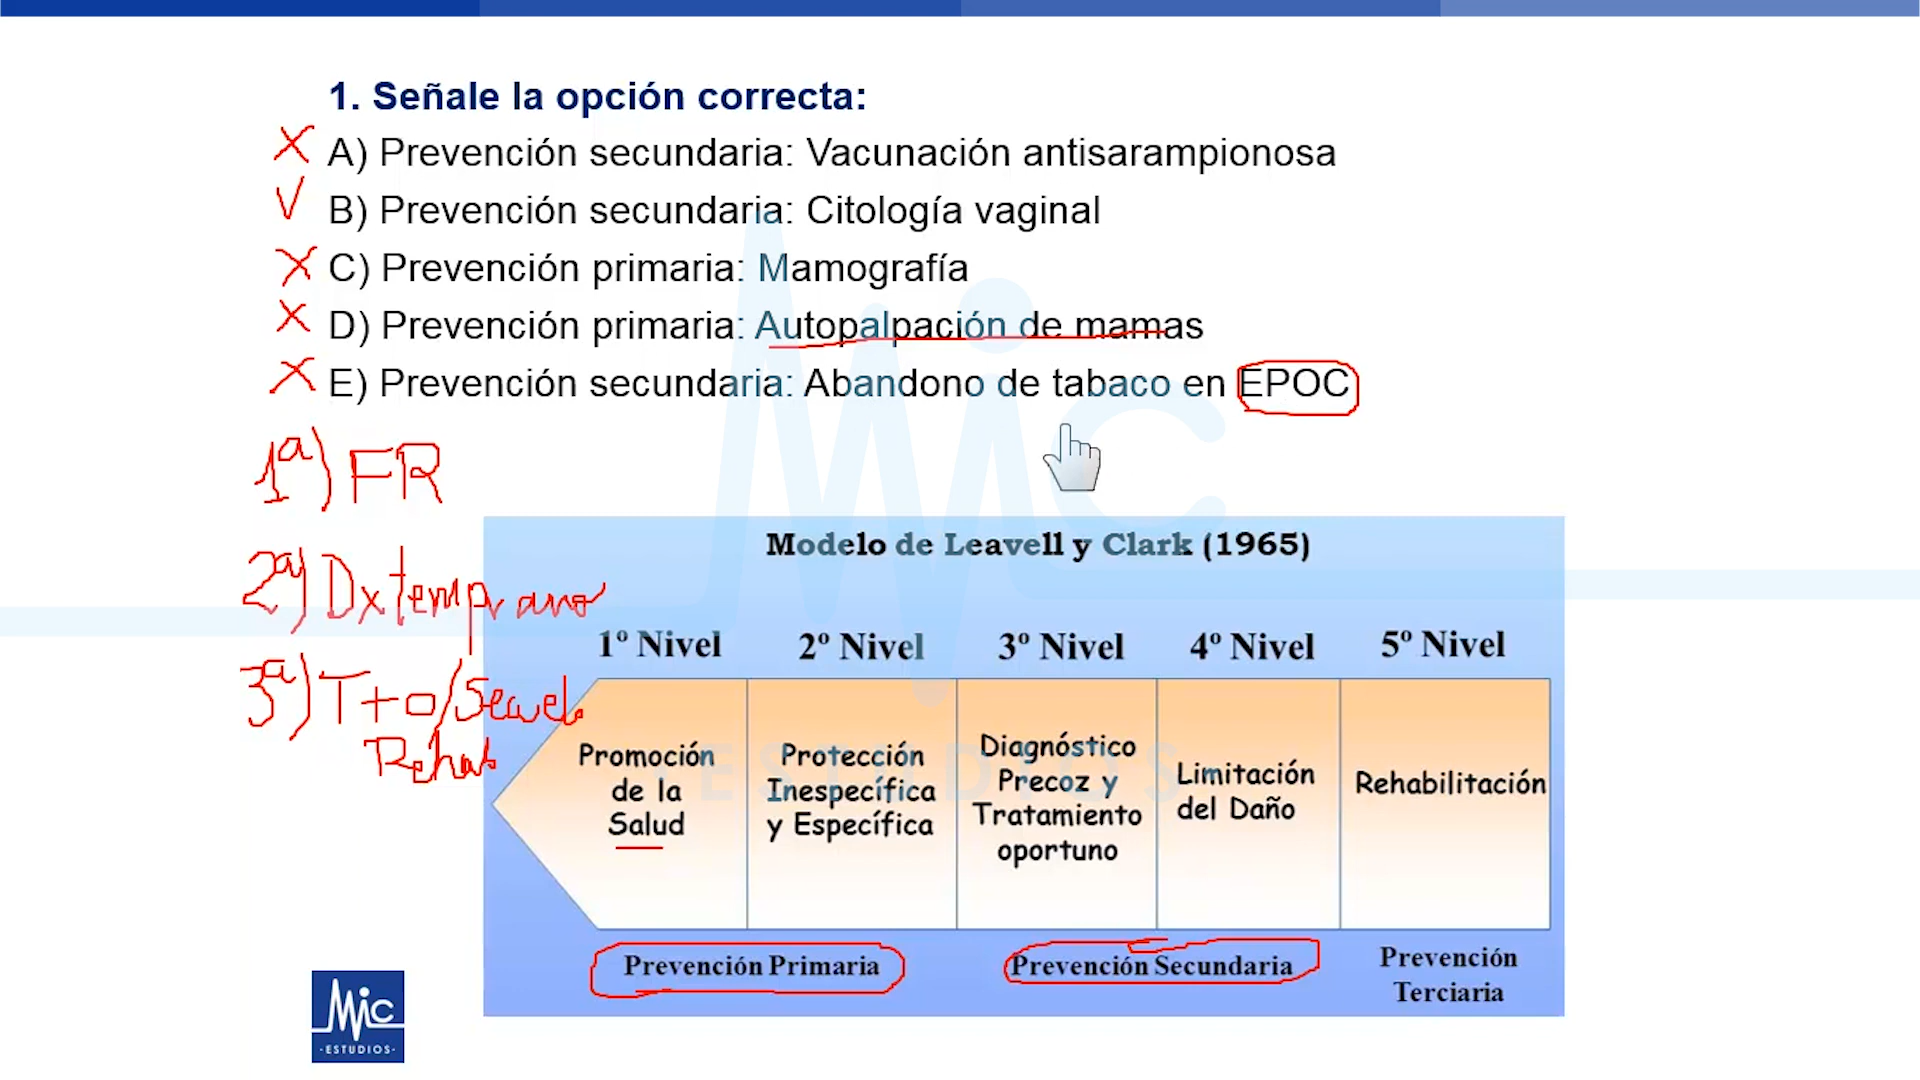 1. Señale la opción correcta:
A) Prevención secundaria: Vacunación antisarampionosa
B) Prevención secundaria: Citología vaginal
C) Prevención primaria: Mamografía
D) Prevención primaria: Autopalpación de mamas
E) Prevención secundaria: Abandono de tabaco en EPOC
1ª) FR
2ª) Dx temprano
3ª) Tto/Secuel
Rehab
Modelo de Leavell y Clark (1965)
1º Nivel 2º Nivel 3º Nivel 4º Nivel 5º Nivel
Promoción
de la
Salud
Protección
Inespecífica
y Específica
Diagnóstico
Precoz y
Tratamiento
oportuno
Limitación
del Daño
Rehabilitación
Prevención Primaria
Prevención Secundaria
Prevención
Terciaria
MIC
ESTUDIOS
MIC
·ESTUDIOS·